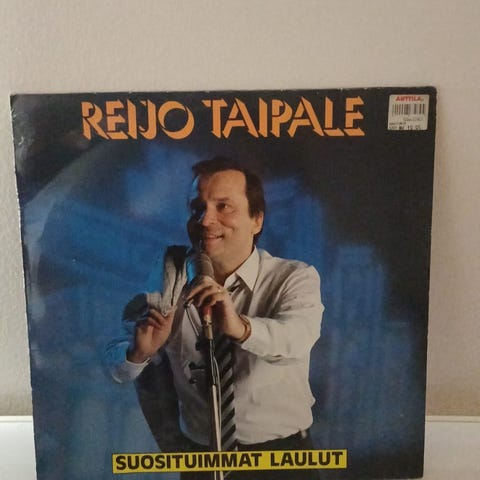 REIJO TAIPALE
ANTTILA
SUOSITUIMMAT LAULUT